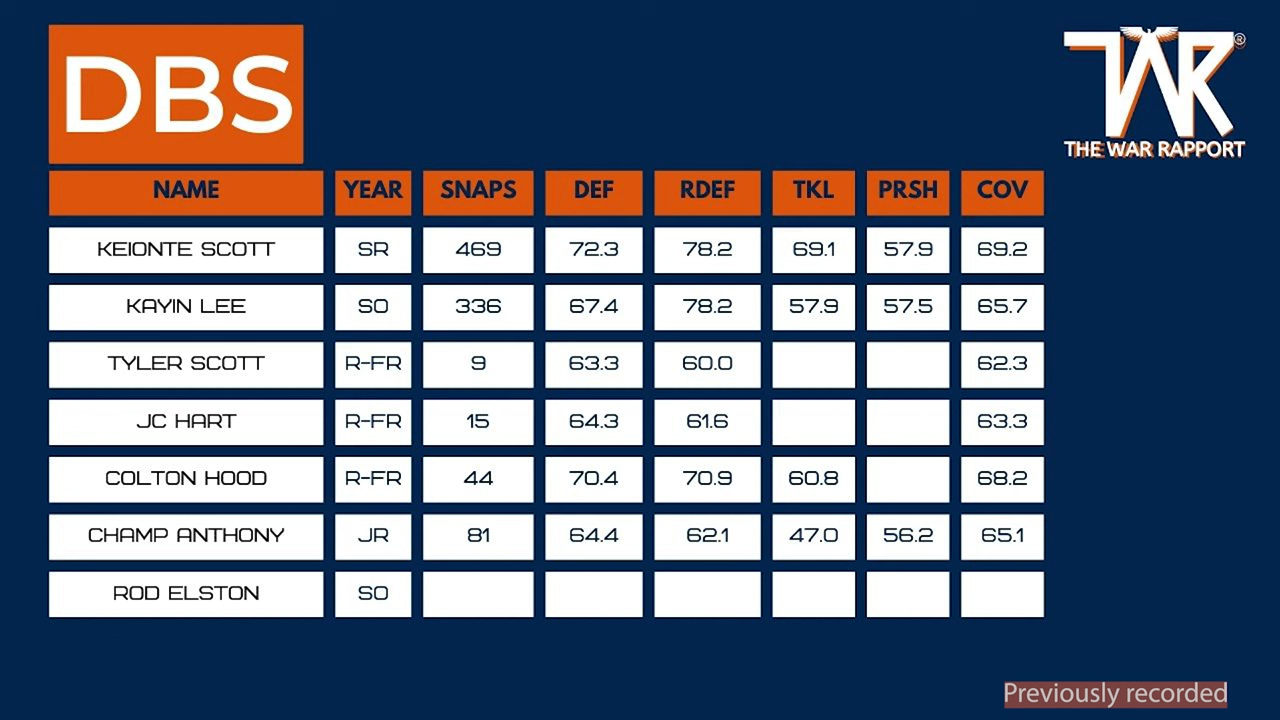 DBS
TAR®
THE WAR RAPPORT
NAME YEAR SNAPS DEF RDEF TKL PRSH COV
KEIONTE SCOTT SR 469 72.3 78.2 69.1 57.9 69.2
KAYIN LEE SO 336 67.4 78.2 57.9 57.5 65.7
TYLER SCOTT R-FR 9 63.3 60.0 62.3
JC HART R-FR 15 64.3 61.6 63.3
COLTON HOOD R-FR 44 70.4 70.9 60.8 68.2
CHAMP ANTHONY JR 81 64.4 62.1 47.0 56.2 65.1
ROD ELSTON SO
Previously recorded